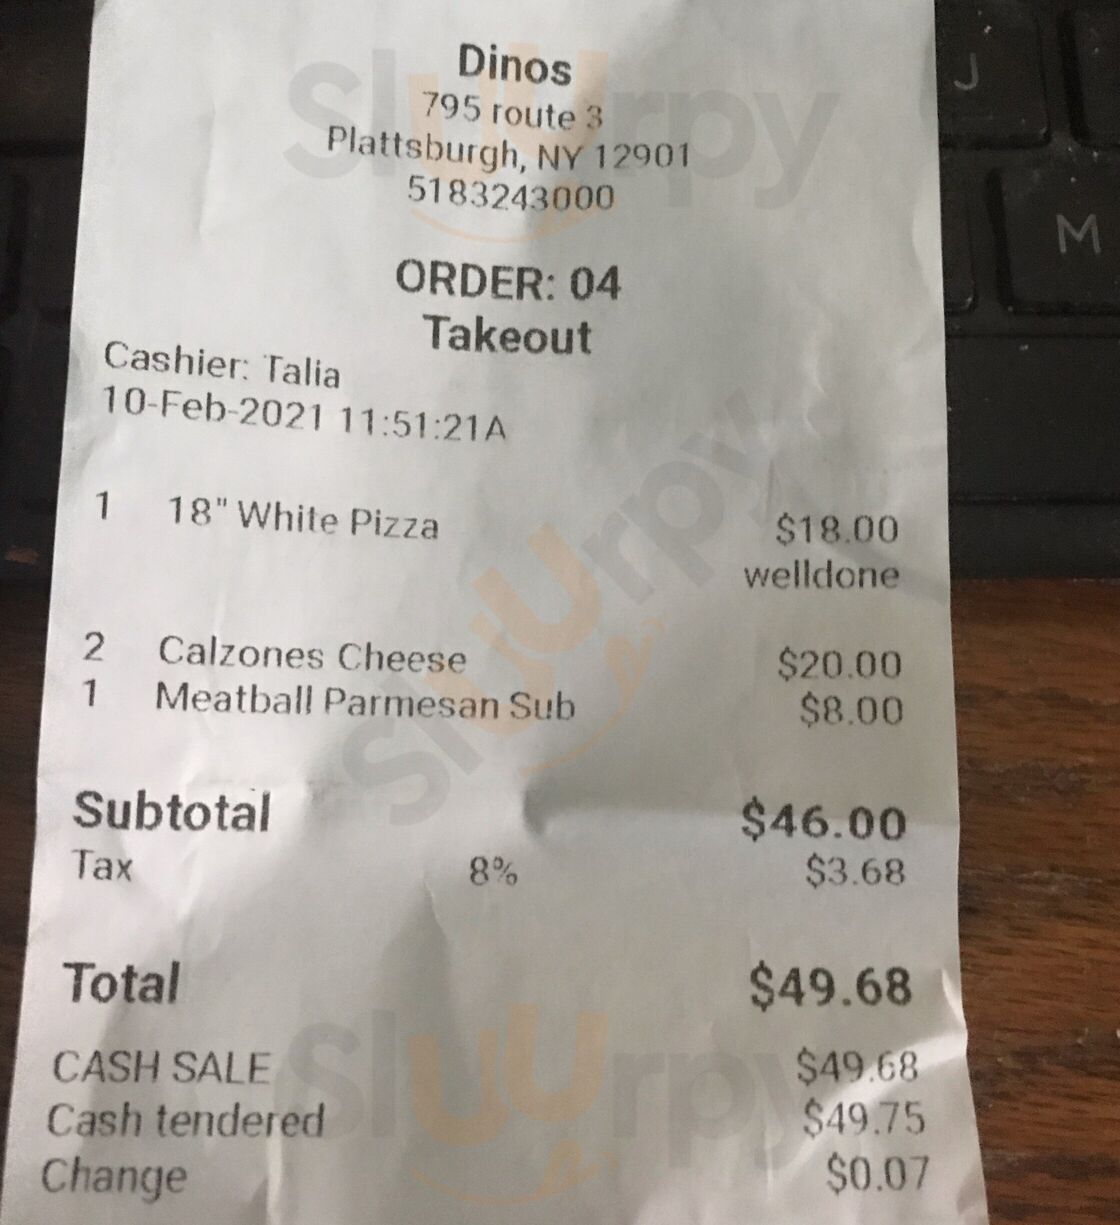 Dinos
795 route 3
Plattsburgh, NY 12901
5183243000
ORDER: 04
Takeout
Cashier: Talia
10-Feb-2021 11:51:21A
1 18" White Pizza $18.00
welldone
2 Calzones Cheese $20.00
1 Meatball Parmesan Sub $8.00
Subtotal $46.00
Tax 8% $3.68
Total $49.68
CASH SALE $49.68
Cash tendered $49.75
Change $0.07
Sluurpy
Sluurpy
Sluurpy
J
M